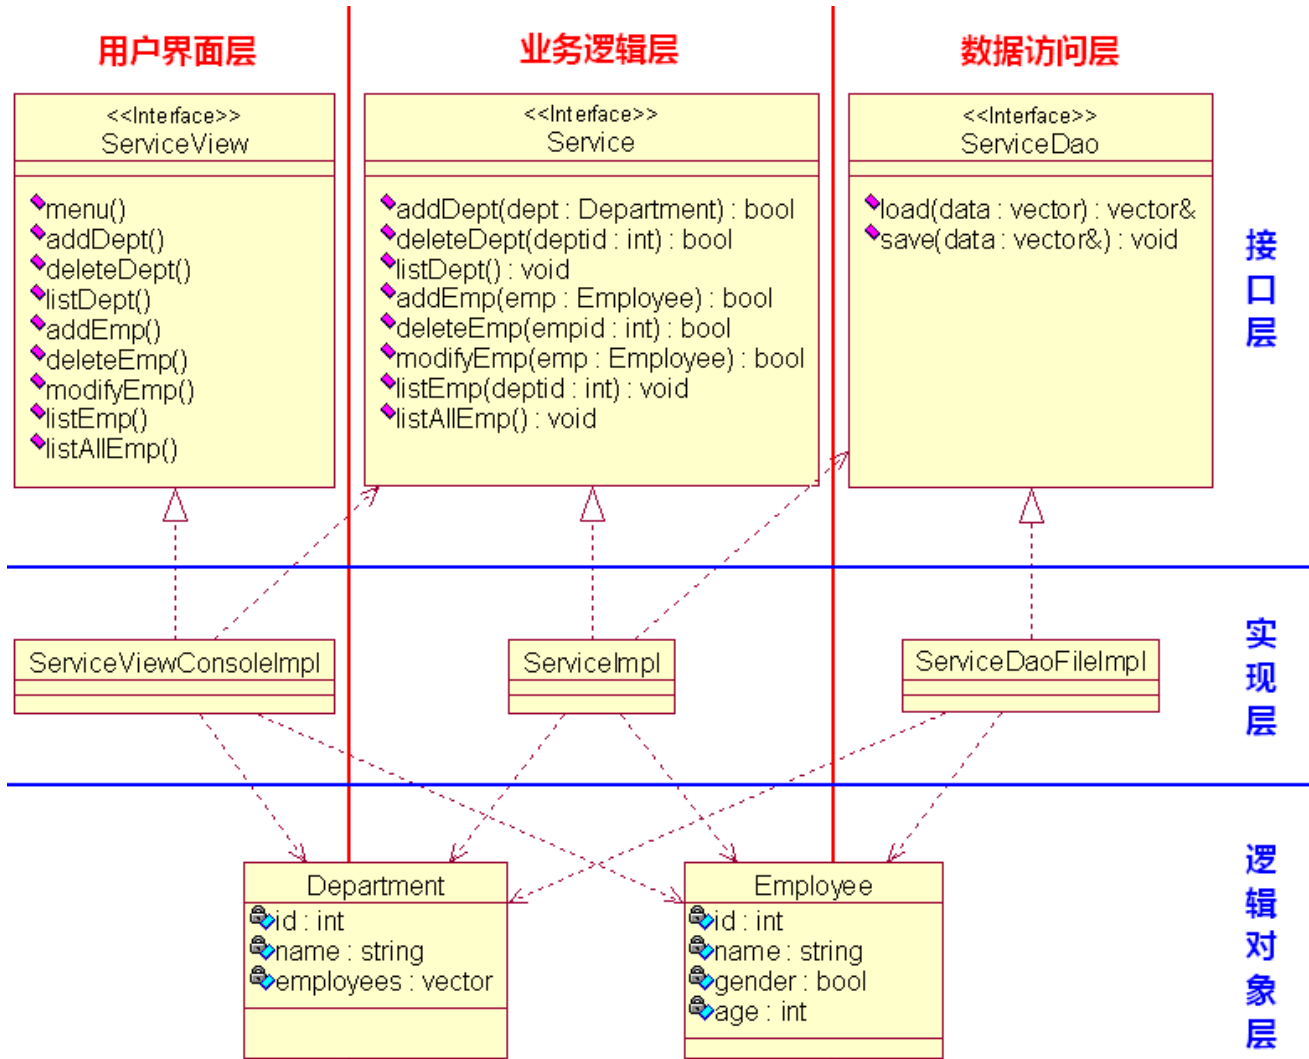 用户界面层
业务逻辑层
数据访问层
<<Interface>>
ServiceView
menu()
addDept()
deleteDept()
listDept()
addEmp()
deleteEmp()
modifyEmp()
listEmp()
listAllEmp()
<<Interface>>
Service
addDept(dept : Department) : bool
deleteDept(deptid : int) : bool
listDept() : void
addEmp(emp : Employee) : bool
deleteEmp(empid : int) : bool
modifyEmp(emp : Employee) : bool
listEmp(deptid : int) : void
listAllEmp() : void
<<Interface>>
ServiceDao
load(data : vector) : vector&
save(data : vector&) : void
接口层
ServiceViewConsoleImpl
ServiceImpl
ServiceDaoFileImpl
实现层
Department
id : int
name : string
employees : vector
Employee
id : int
name : string
gender : bool
age : int
逻辑对象层